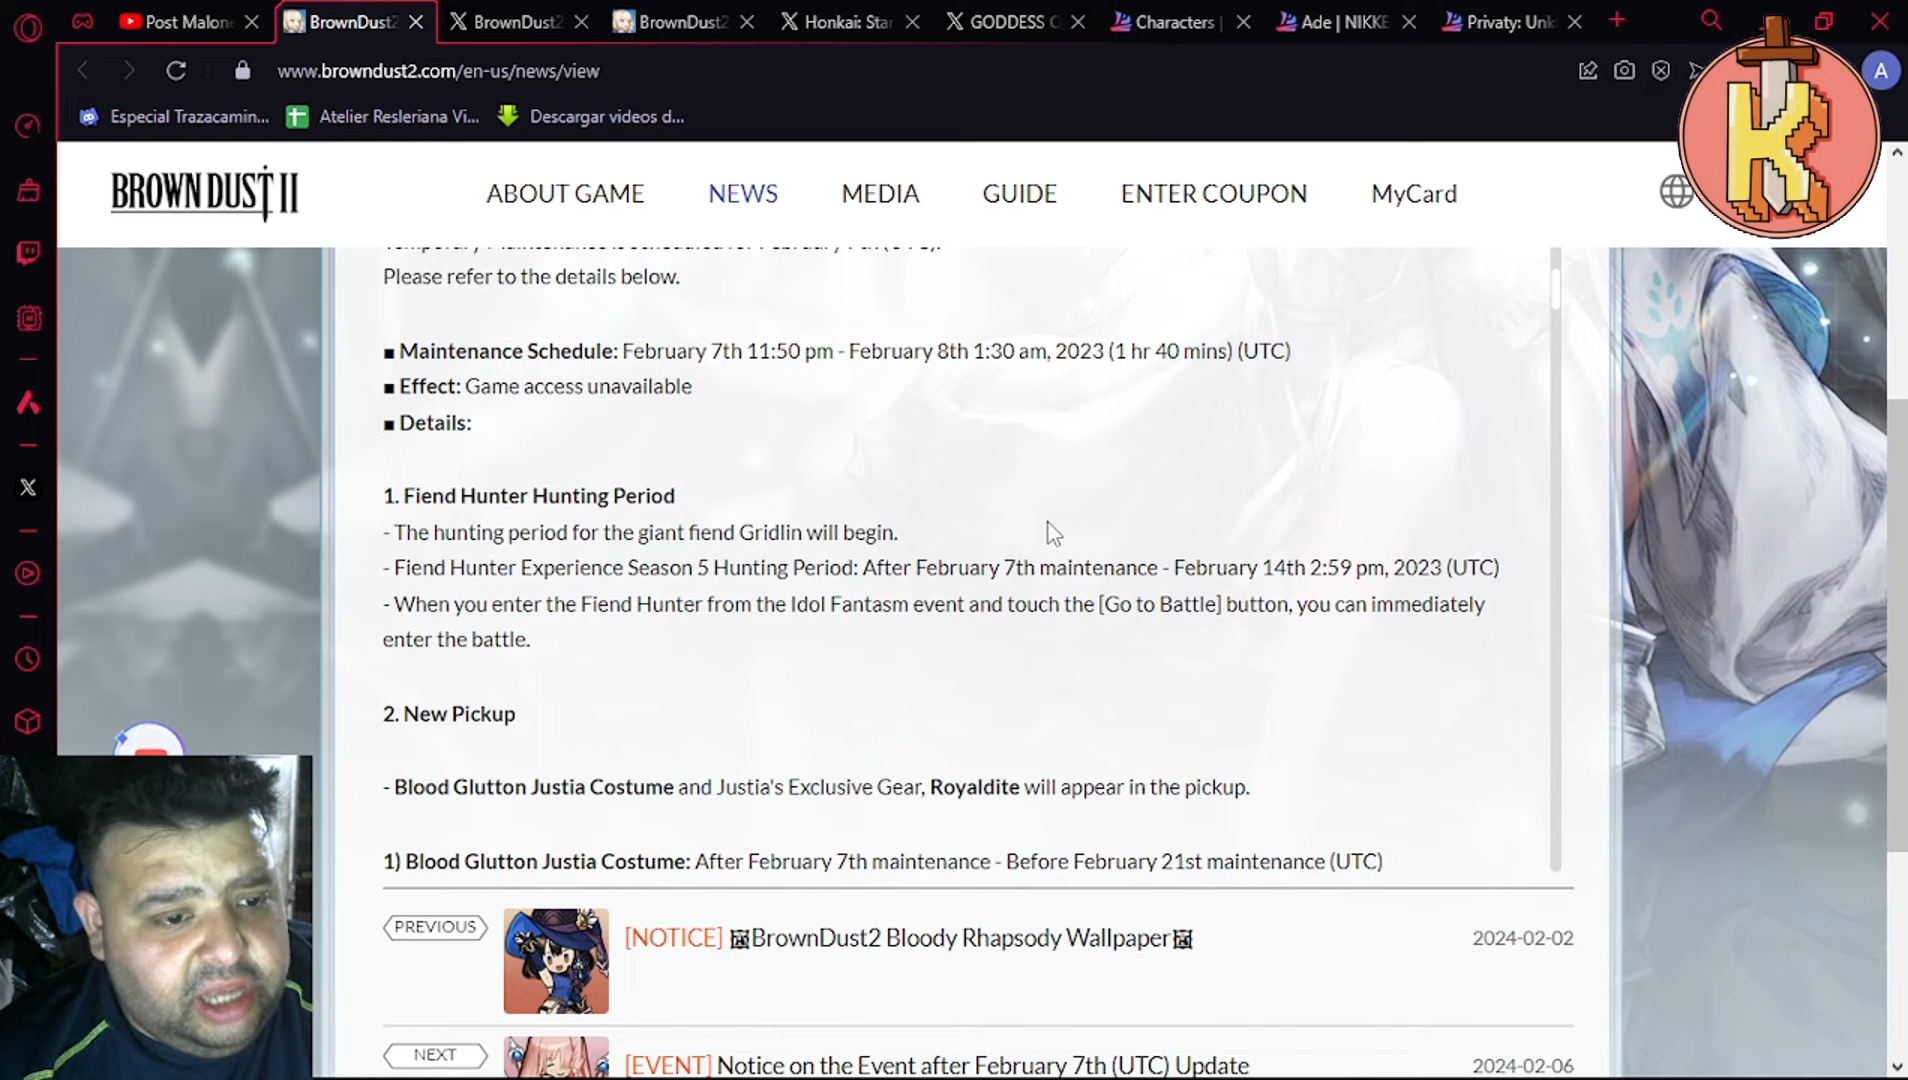 Post Malone
BrownDust2
BrownDust2
BrownDust2
Honkai: Star
GODDESS O
Characters |
Ade | NIKKE
Privaty: Unk
www.browndust2.com/en-us/news/view
A
Especial Trazacamin...
Atelier Resleriana Vi...
Descargar videos d...
K
BROWN DUST II
ABOUT GAME
NEWS
MEDIA
GUIDE
ENTER COUPON
MyCard
Please refer to the details below.
■ Maintenance Schedule: February 7th 11:50 pm - February 8th 1:30 am, 2023 (1 hr 40 mins) (UTC)
■ Effect: Game access unavailable
■ Details:
1. Fiend Hunter Hunting Period
- The hunting period for the giant fiend Gridlin will begin.
- Fiend Hunter Experience Season 5 Hunting Period: After February 7th maintenance - February 14th 2:59 pm, 2023 (UTC)
- When you enter the Fiend Hunter from the Idol Fantasm event and touch the [Go to Battle] button, you can immediately
enter the battle.
2. New Pickup
- Blood Glutton Justia Costume and Justia's Exclusive Gear, Royaldite will appear in the pickup.
1) Blood Glutton Justia Costume: After February 7th maintenance - Before February 21st maintenance (UTC)
PREVIOUS
[NOTICE] BrownDust2 Bloody Rhapsody Wallpaper
2024-02-02
NEXT
[EVENT] Notice on the Event after February 7th (UTC) Update
2024-02-06